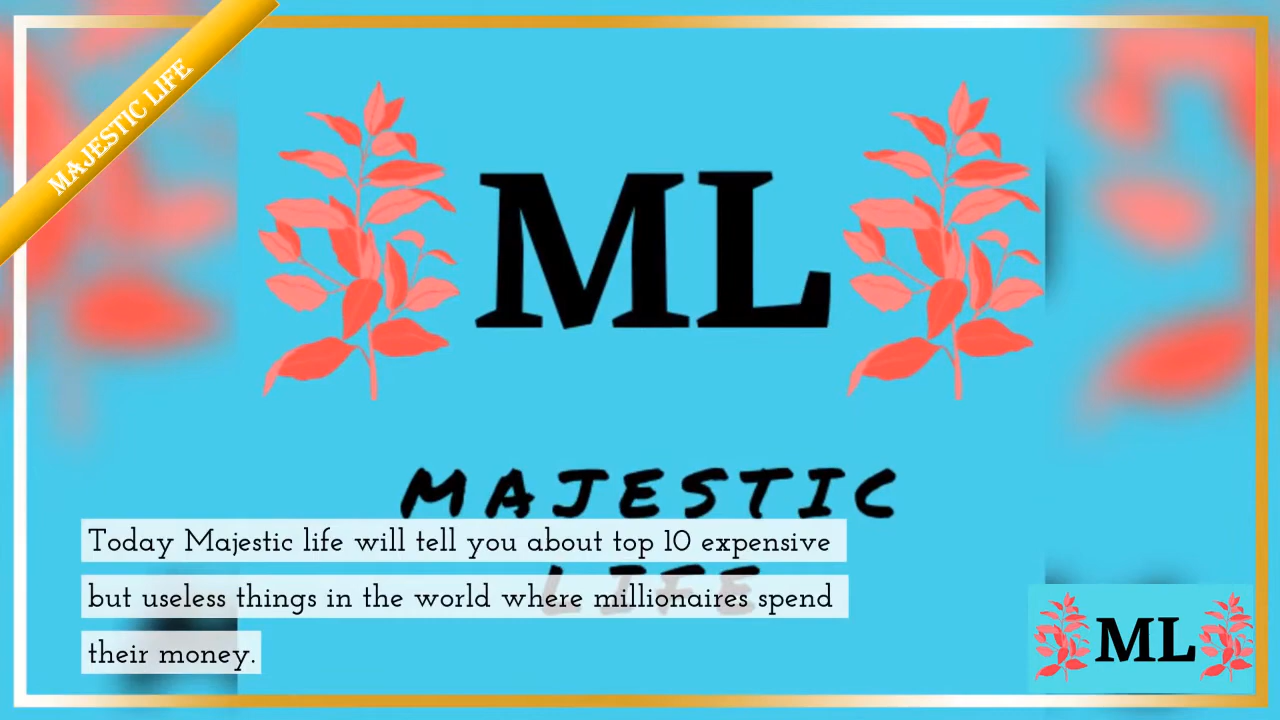 MAJESTIC LIFE
ML
MAJESTIC
LIFE
Today Majestic life will tell you about top 10 expensive
but useless things in the world where millionaires spend
their money.
ML